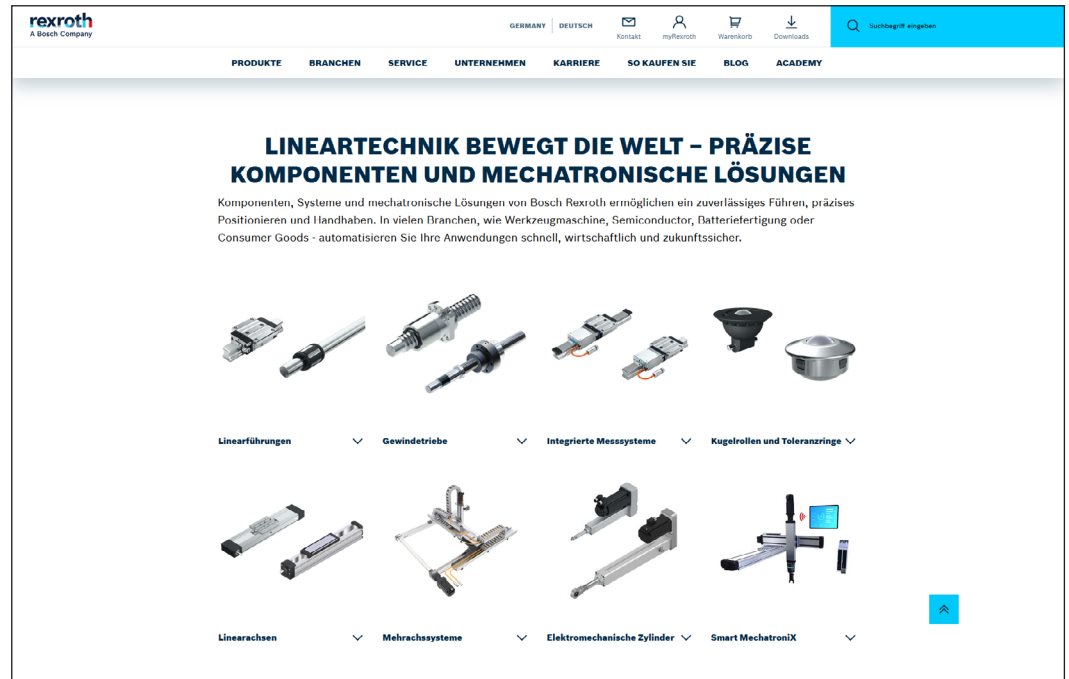 rexroth
A Bosch Company
GERMANY DEUTSCH
Kontakt myRexroth Warenkorb Downloads
Suchbegriff eingeben
PRODUKTE BRANCHEN SERVICE UNTERNEHMEN KARRIERE SO KAUFEN SIE BLOG ACADEMY
LINEARTECHNIK BEWEGT DIE WELT – PRÄZISE
KOMPONENTEN UND MECHATRONISCHE LÖSUNGEN
Komponenten, Systeme und mechatronische Lösungen von Bosch Rexroth ermöglichen ein zuverlässiges Führen, präzises
Positionieren und Handhaben. In vielen Branchen, wie Werkzeugmaschine, Semiconductor, Batteriefertigung oder
Consumer Goods - automatisieren Sie Ihre Anwendungen schnell, wirtschaftlich und zukunftssicher.
Linearführungen Gewindetriebe Integrierte Messsysteme Kugelrollen und Toleranzringe
Linearachsen Mehrachssysteme Elektromechanische Zylinder Smart MechatroniX